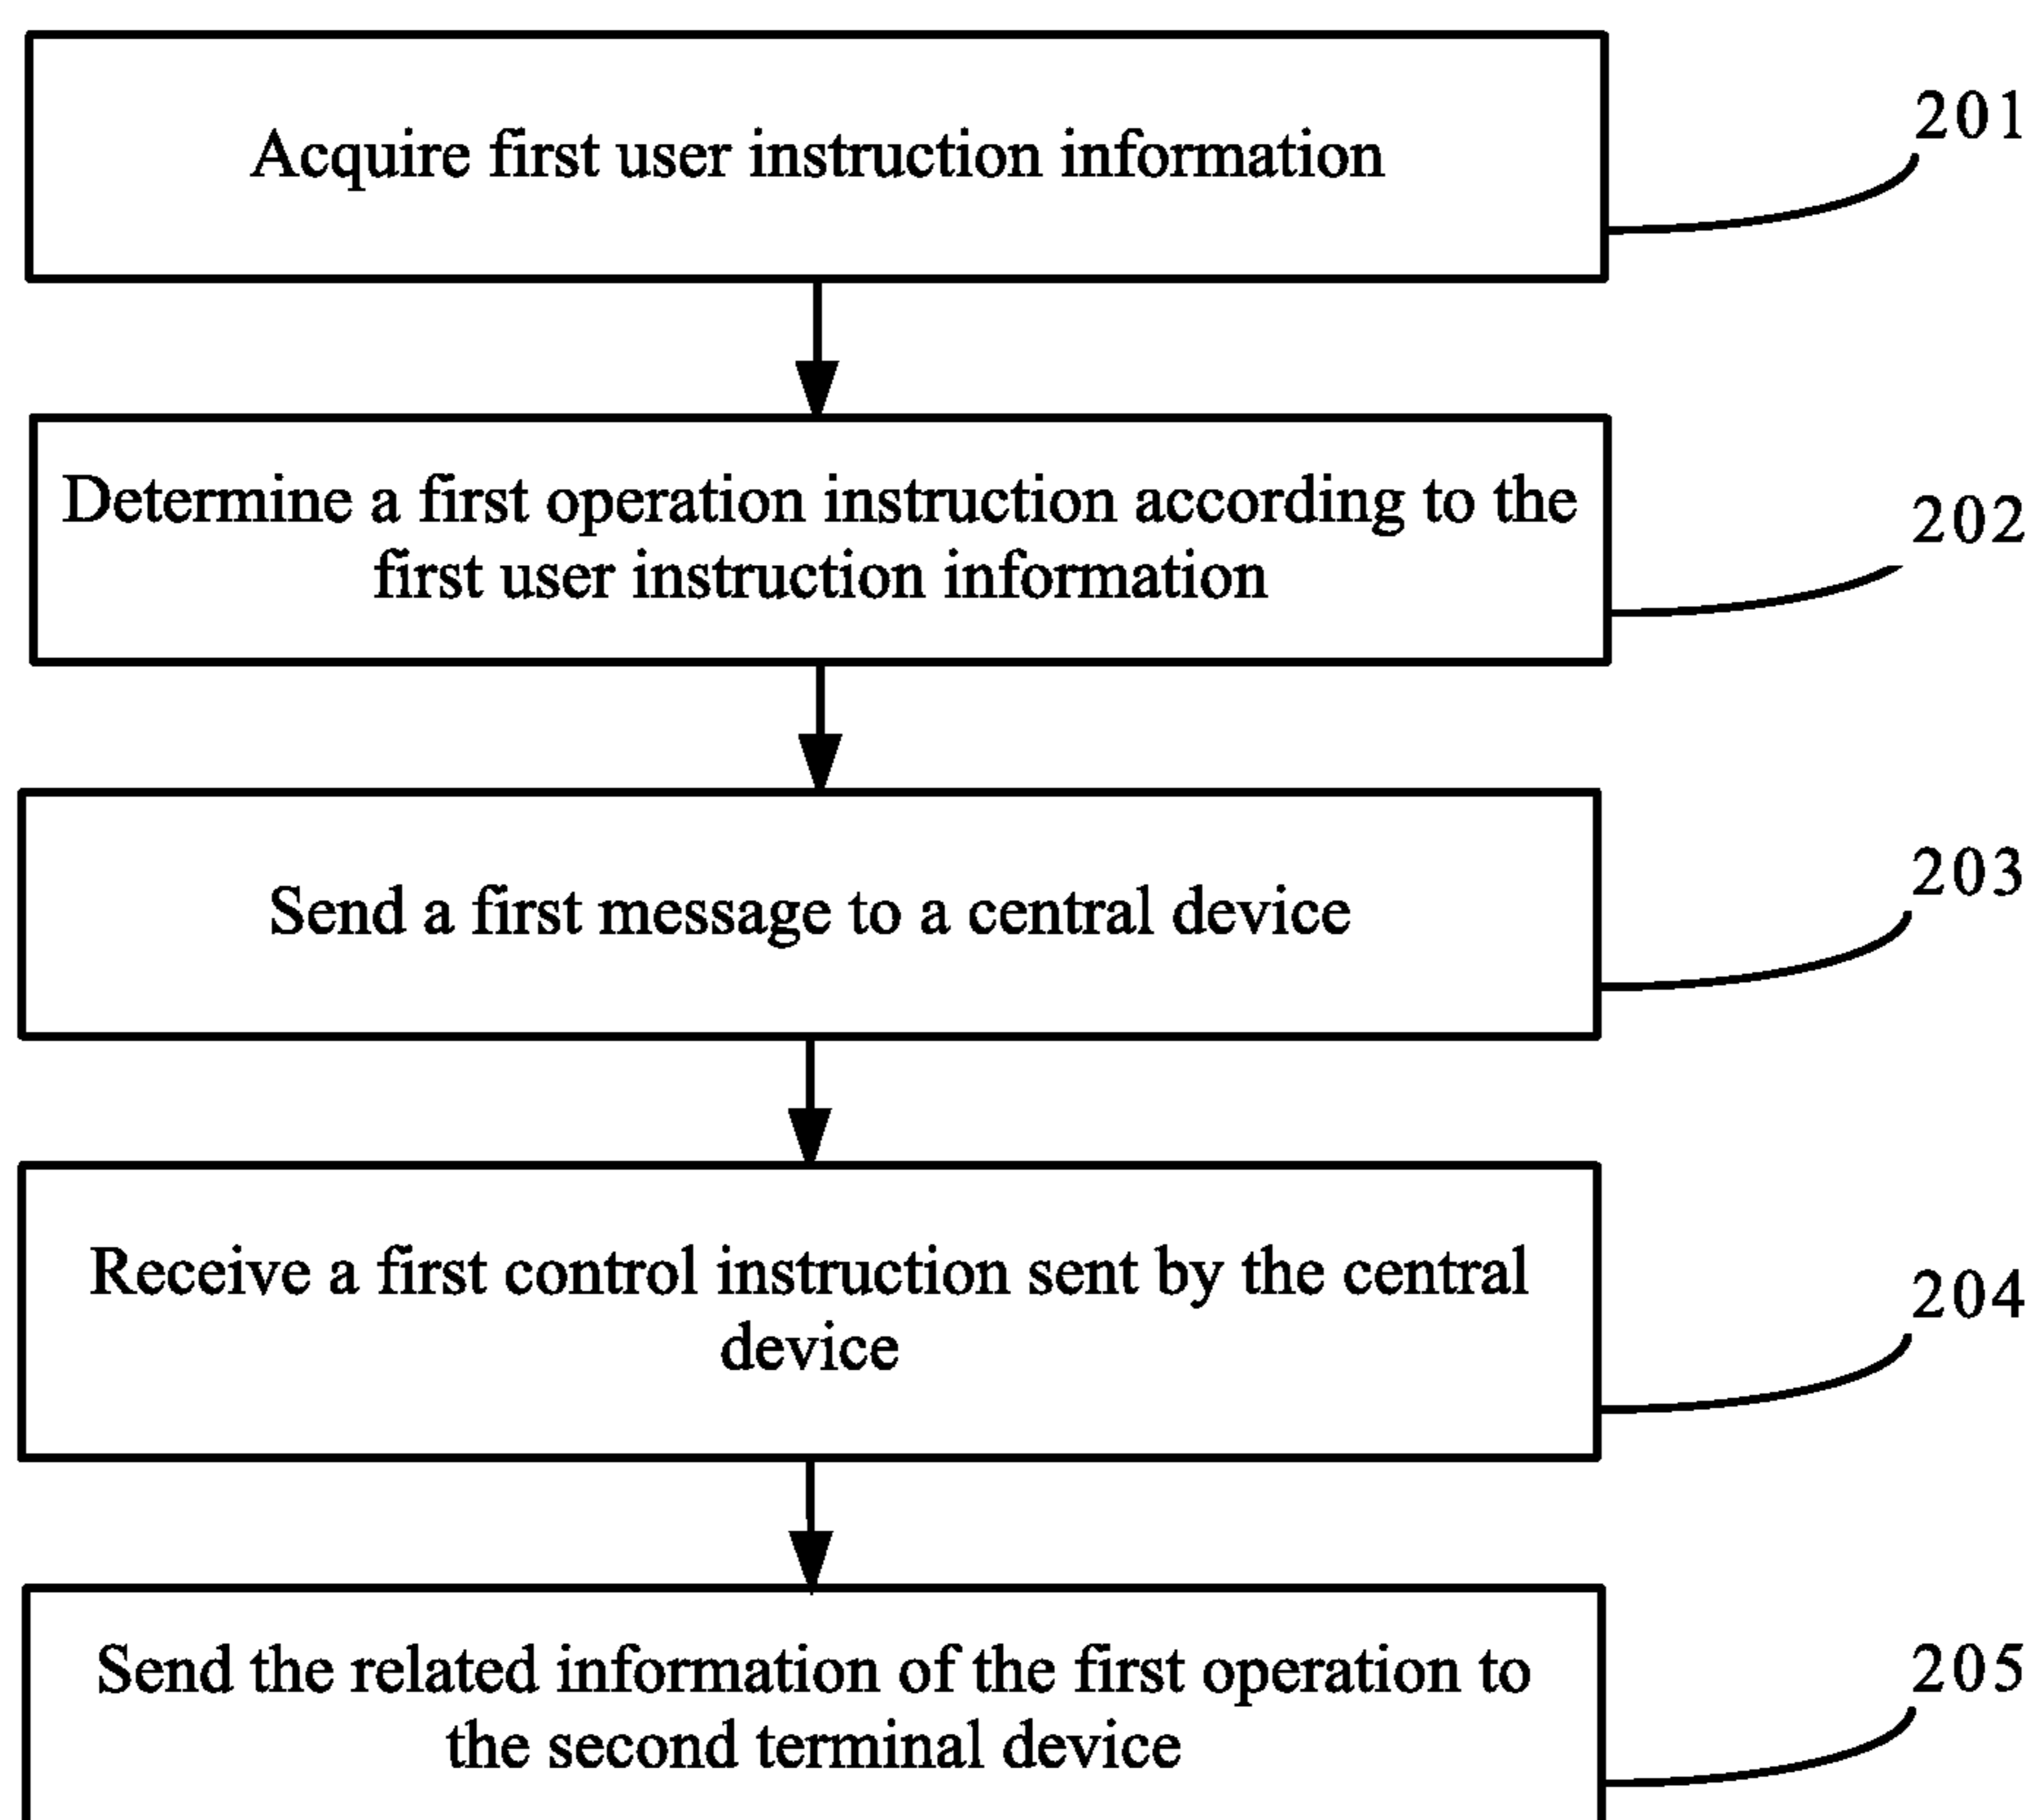 Acquire first user instruction information
201
Determine a first operation instruction according to the
first user instruction information
202
Send a first message to a central device
203
Receive a first control instruction sent by the central
device
204
Send the related information of the first operation to
the second terminal device
205